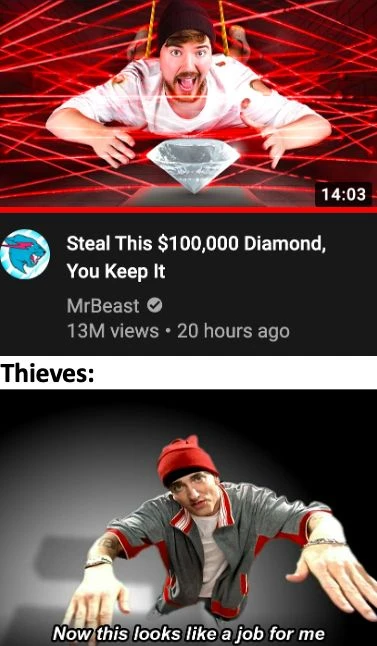 14:03
Steal This $100,000 Diamond,
You Keep It
MrBeast
13M views • 20 hours ago
Thieves:
Now this looks like a job for me